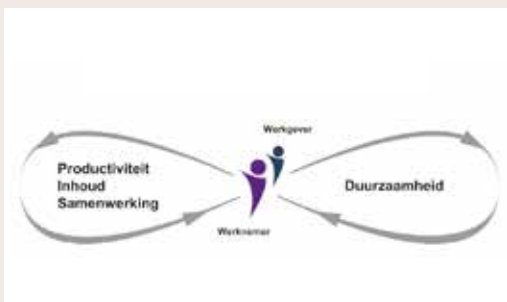 Werkgever
Productiviteit
Inhoud
Samenwerking
Duurzaamheid
Werknemer